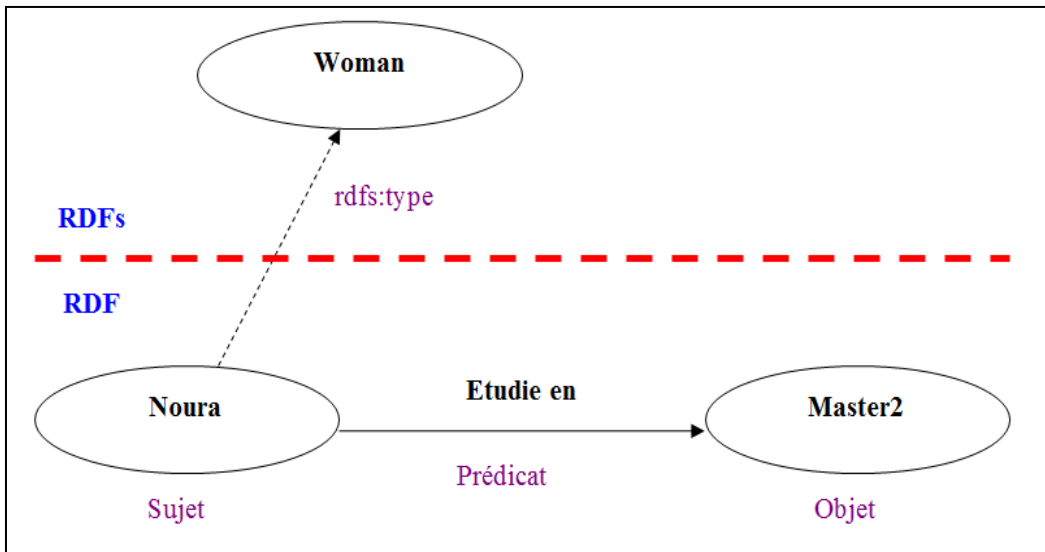 Woman
rdfs:type
RDFs
RDF
Noura
Etudie en
Master2
Prédicat
Sujet
Objet